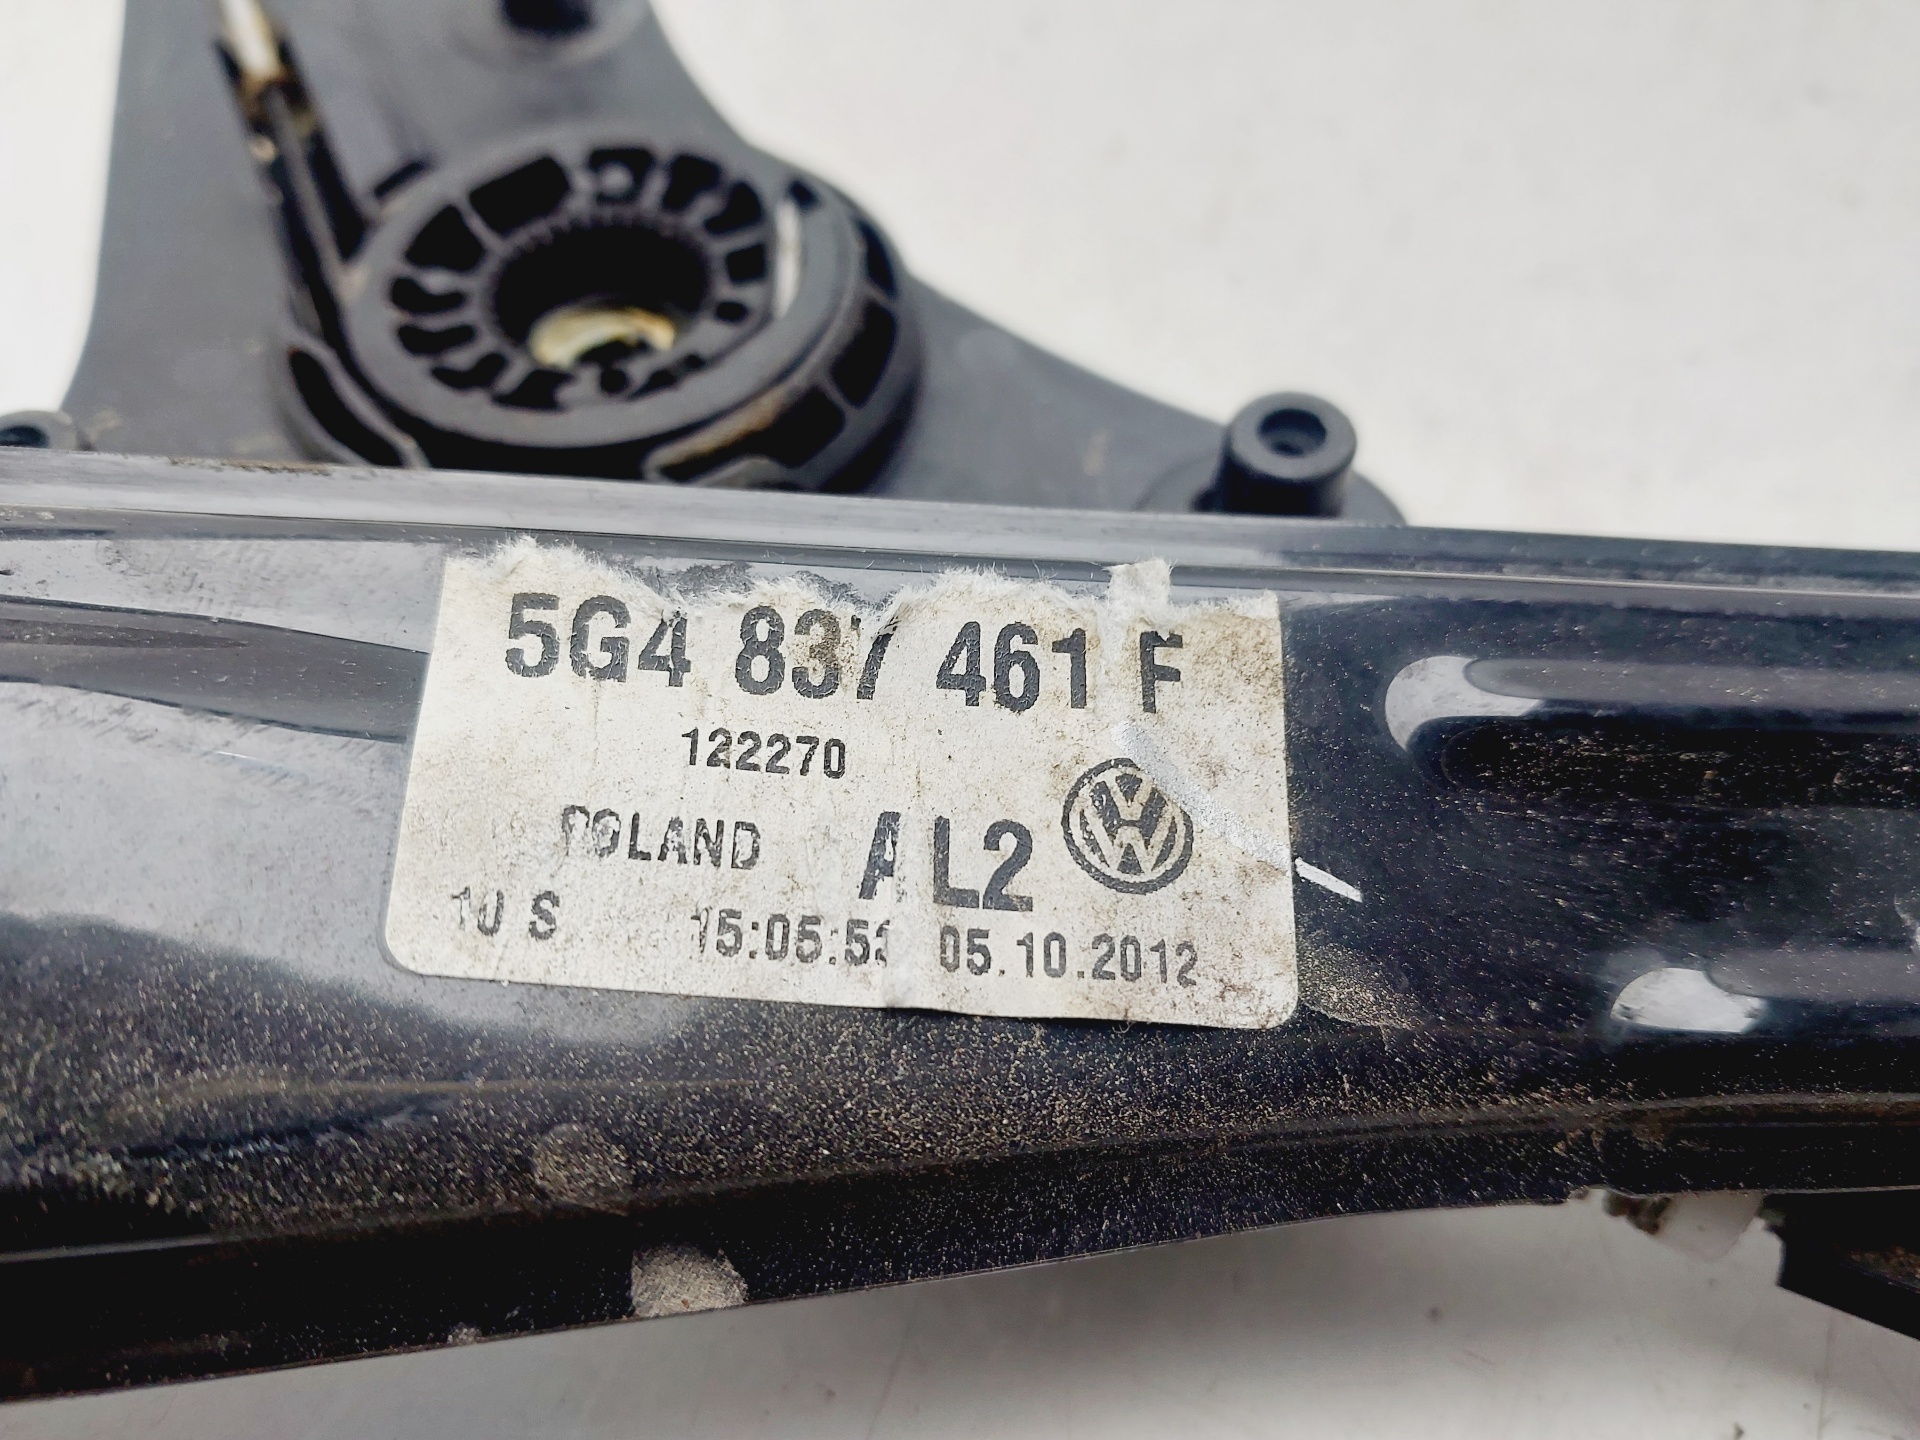 5G4 837 461 F
122270
POLAND AL2
10 S 15:05:53 05.10.2012